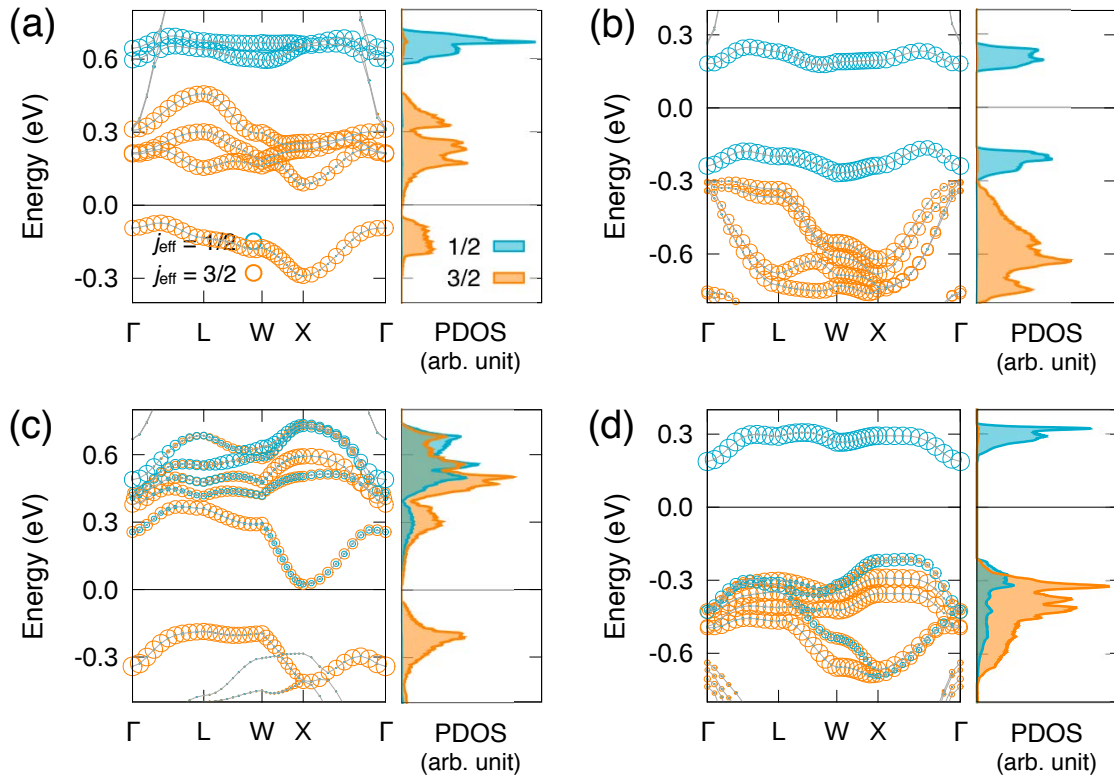 (a)
Energy (eV)
0.6
0.3
0.0
-0.3
j_eff = 1/2
j_eff = 3/2
Γ L W X Γ
1/2
3/2
PDOS
(arb. unit)
(b)
Energy (eV)
0.3
0.0
-0.3
-0.6
Γ L W X Γ
PDOS
(arb. unit)
(c)
Energy (eV)
0.6
0.3
0.0
-0.3
Γ L W X Γ
PDOS
(arb. unit)
(d)
Energy (eV)
0.3
0.0
-0.3
-0.6
Γ L W X Γ
PDOS
(arb. unit)